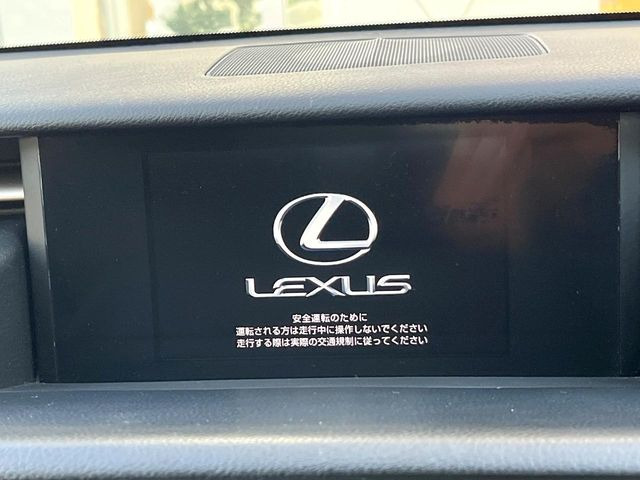 LEXUS
安全運転のために
運転される方は走行中に操作しないでください
走行する際は実際の交通規制に従ってください